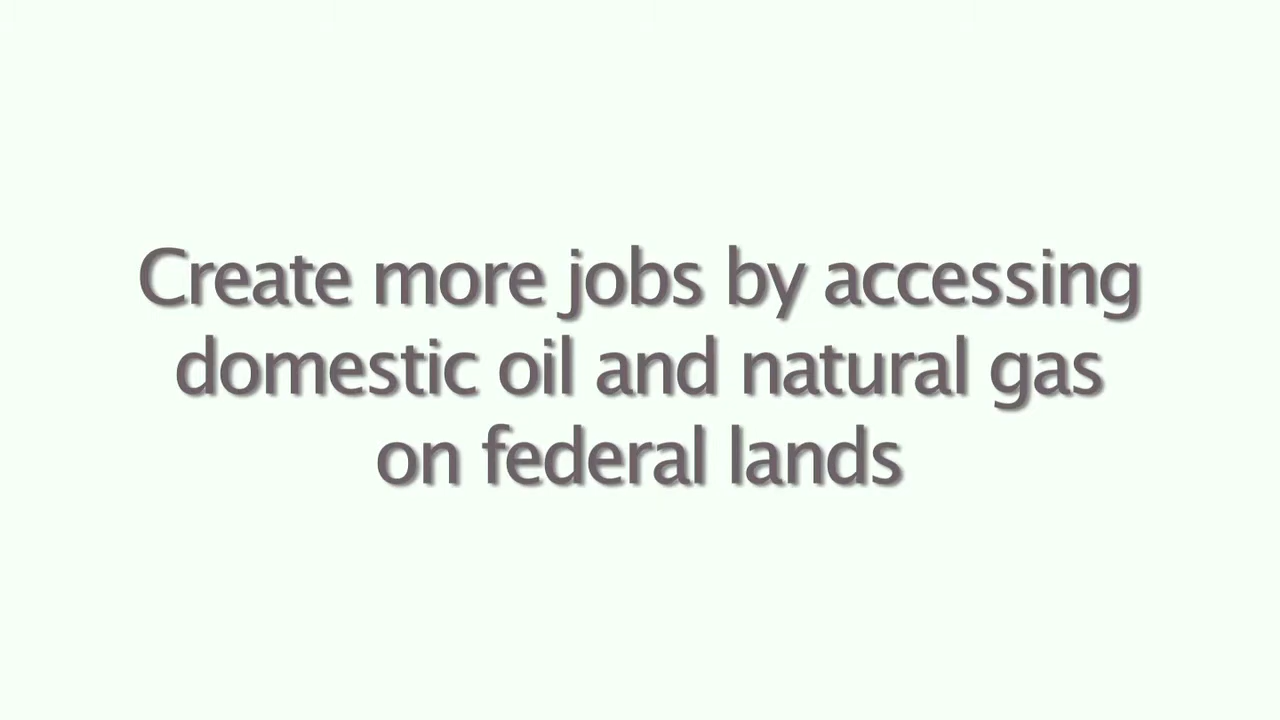 Create more jobs by accessing
domestic oil and natural gas
on federal lands